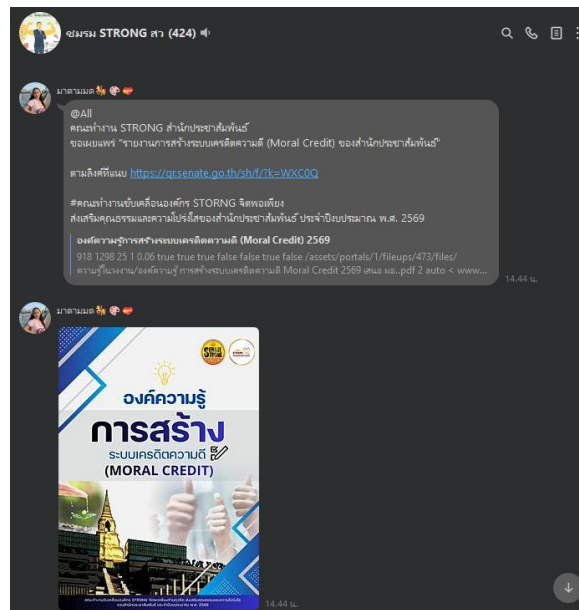 ชมรม STRONG สว (424)
มาดามมด
@All
คณะทำงาน STRONG สำนักประชาสัมพันธ์
ขอเผยแพร่ "รายงานการสร้างระบบเครดิตความดี (Moral Credit) ของสำนักประชาสัมพันธ์"
ตามลิงค์ที่แนบ https://qr.senate.go.th/sh/f/?k=WXC0Q
#คณะทำงานขับเคลื่อนองค์กร STORNG จิตพอเพียง
ส่งเสริมคุณธรรมและความโปร่งใสของสำนักประชาสัมพันธ์ ประจำปีงบประมาณ พ.ศ. 2569
องค์ความรู้การสร้างระบบเครดิตความดี (Moral Credit) 2569
918 1298 25 1 0.06 true true true false false true false /assets/portals/1/fileups/473/files/
ความรู้ในงาน/องค์ความรู้ การสร้างระบบเครดิตความดี Moral Credit 2569 เสนอ ผอ..pdf 2 auto < www...
14.44 น.
มาดามมด
องค์ความรู้
การสร้าง
ระบบเครดิตความดี
(MORAL CREDIT)
14.44 น.